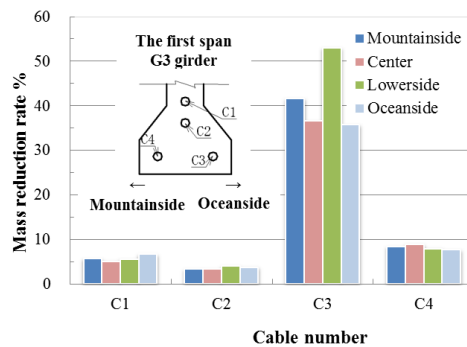 Mass reduction rate %
60
50
40
30
20
10
0
The first span
G3 girder
C1
C2
C4
C3
Mountainside
Oceanside
Mountainside
Center
Lowerside
Oceanside
C1
C2
C3
C4
Cable number